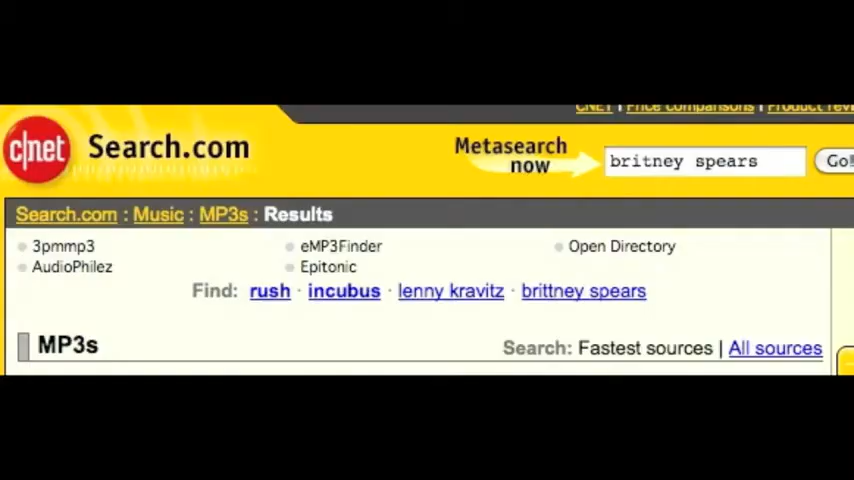 CNET | Price comparisons | Product revi
c|net Search.com
Metasearch now
britney spears
Go!
Search.com : Music : MP3s : Results
3pmmp3 eMP3Finder Open Directory
AudioPhilez Epitonic
Find: rush · incubus · lenny kravitz · brittney spears
MP3s
Search: Fastest sources | All sources